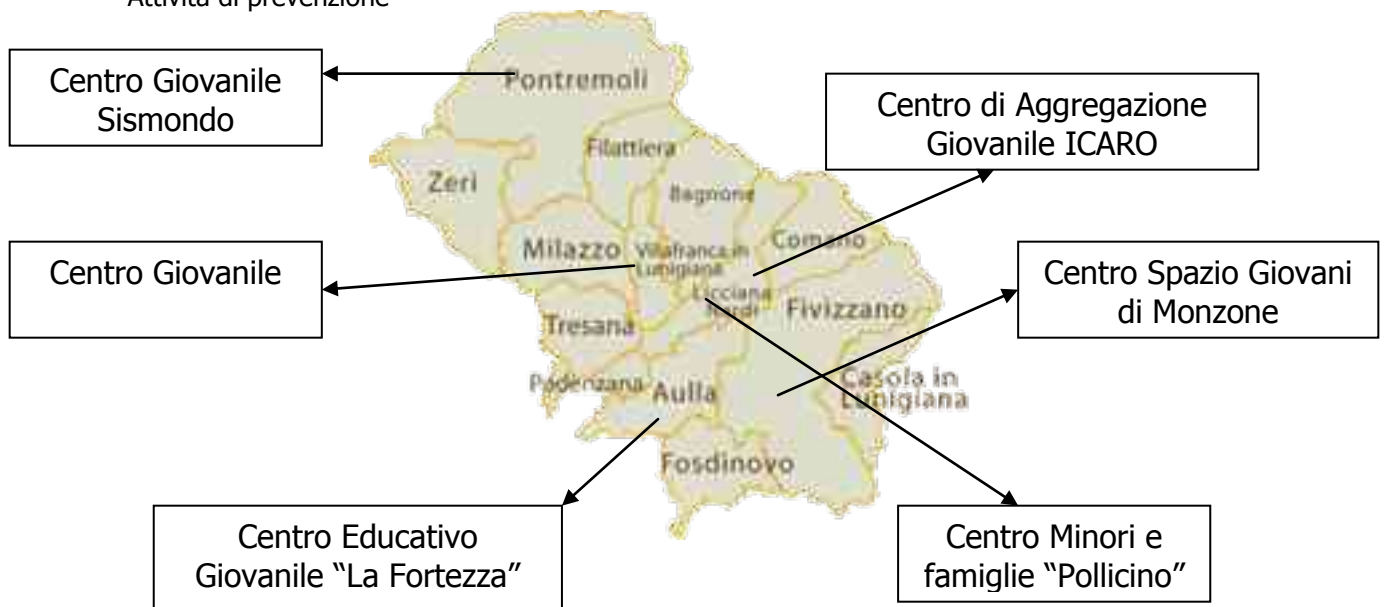 Attività di prevenzione
Centro Giovanile
Sismondo
Pontremoli
Centro di Aggregazione
Giovanile ICARO
Filattiera
Zeri
Bagnone
Centro Giovanile
Milazzo
Villafranca in
Lunigiana
Comano
Centro Spazio Giovani
di Monzone
Licciana
Nardi
Fivizzano
Tresana
Podenzana
Aulla
Casola in
Lunigiana
Fosdinovo
Centro Educativo
Giovanile “La Fortezza”
Centro Minori e
famiglie “Pollicino”